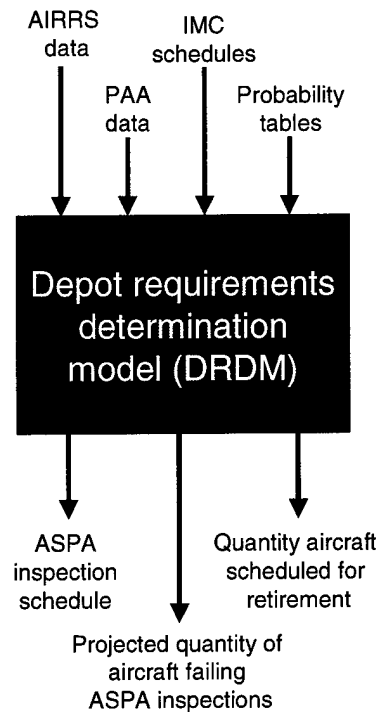 AIRRS
data
IMC
schedules
PAA
data
Probability
tables
Depot requirements
determination
model (DRDM)
ASPA
inspection
schedule
Quantity aircraft
scheduled for
retirement
Projected quantity of
aircraft failing
ASPA inspections